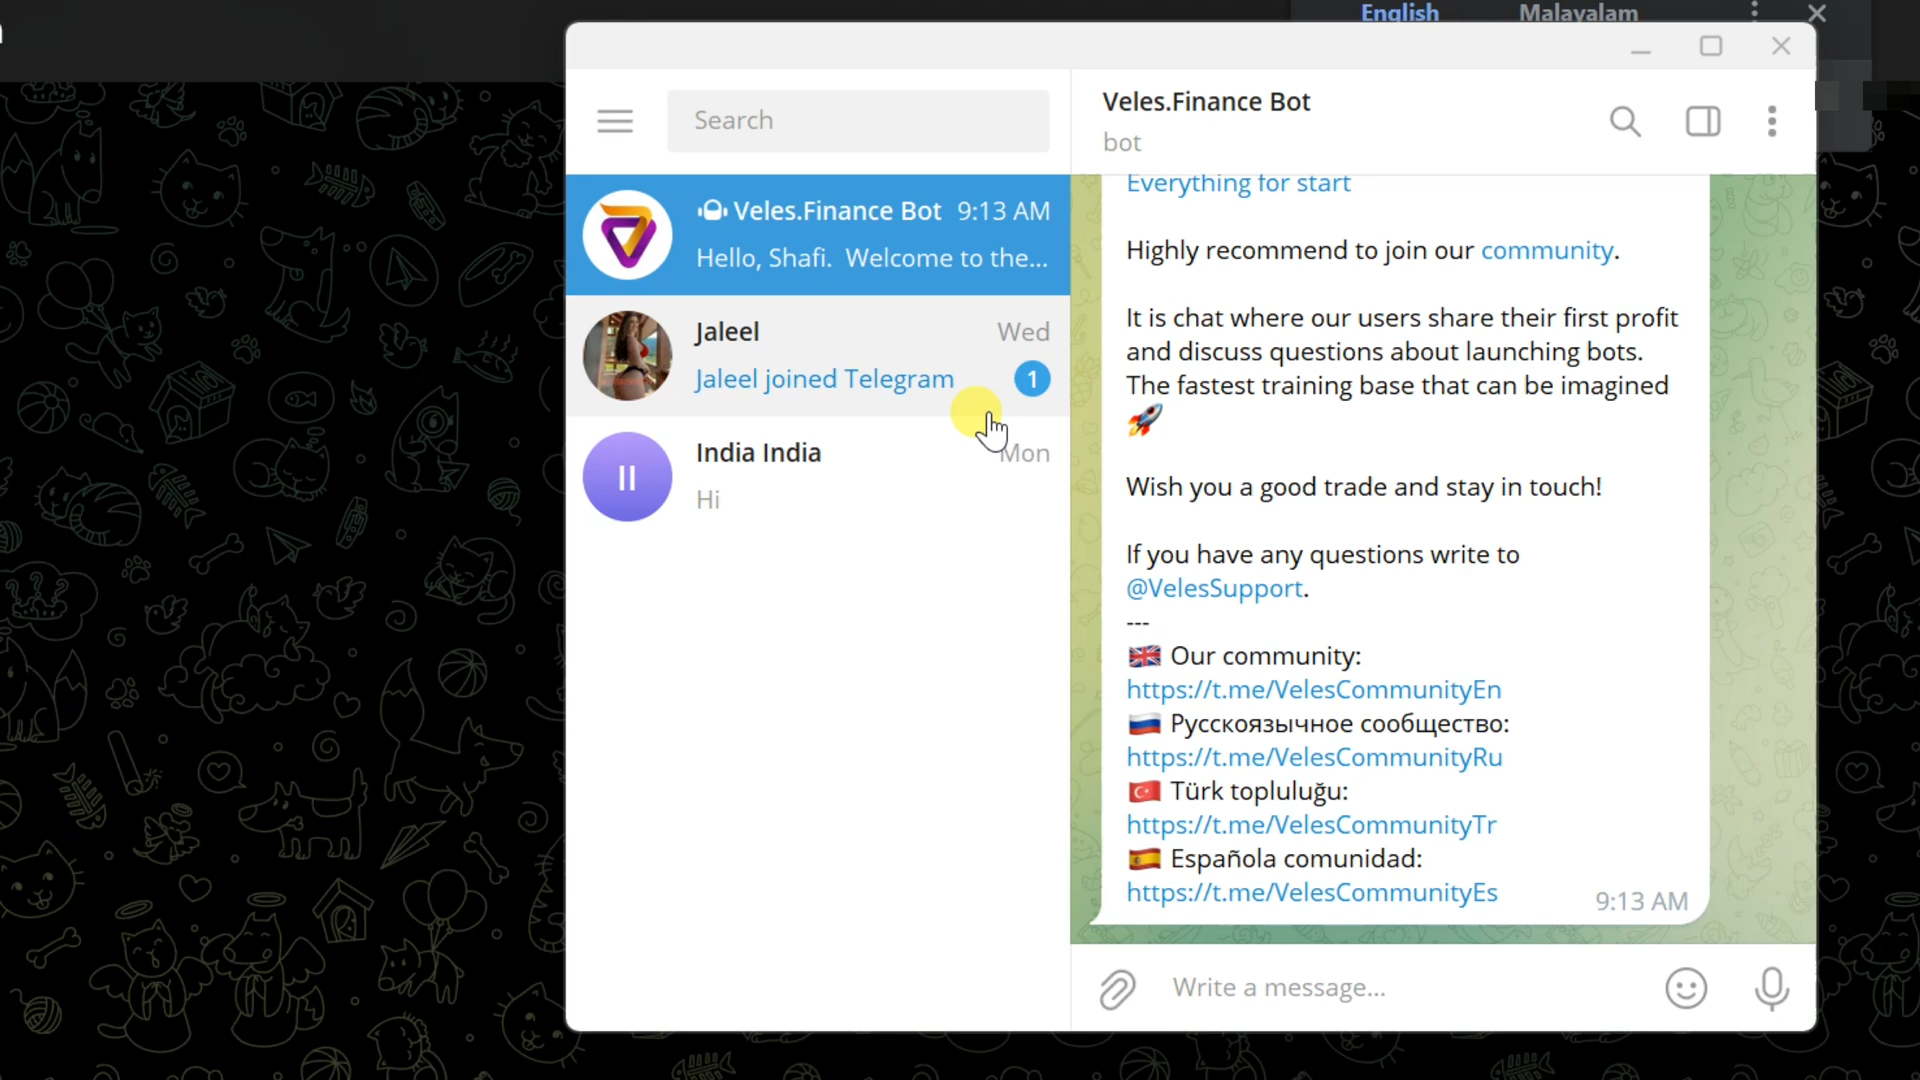 English Malayalam
Search
Veles.Finance Bot
bot
Veles.Finance Bot 9:13 AM
Hello, Shafi. Welcome to the...
Jaleel Wed
Jaleel joined Telegram 1
India India Mon
II
Hi
Everything for start
Highly recommend to join our community.
It is chat where our users share their first profit
and discuss questions about launching bots.
The fastest training base that can be imagined
Wish you a good trade and stay in touch!
If you have any questions write to
@VelesSupport.
---
Our community:
https://t.me/VelesCommunityEn
Русскоязычное сообщество:
https://t.me/VelesCommunityRu
Türk topluluğu:
https://t.me/VelesCommunityTr
Española comunidad:
https://t.me/VelesCommunityEs
9:13 AM
Write a message...